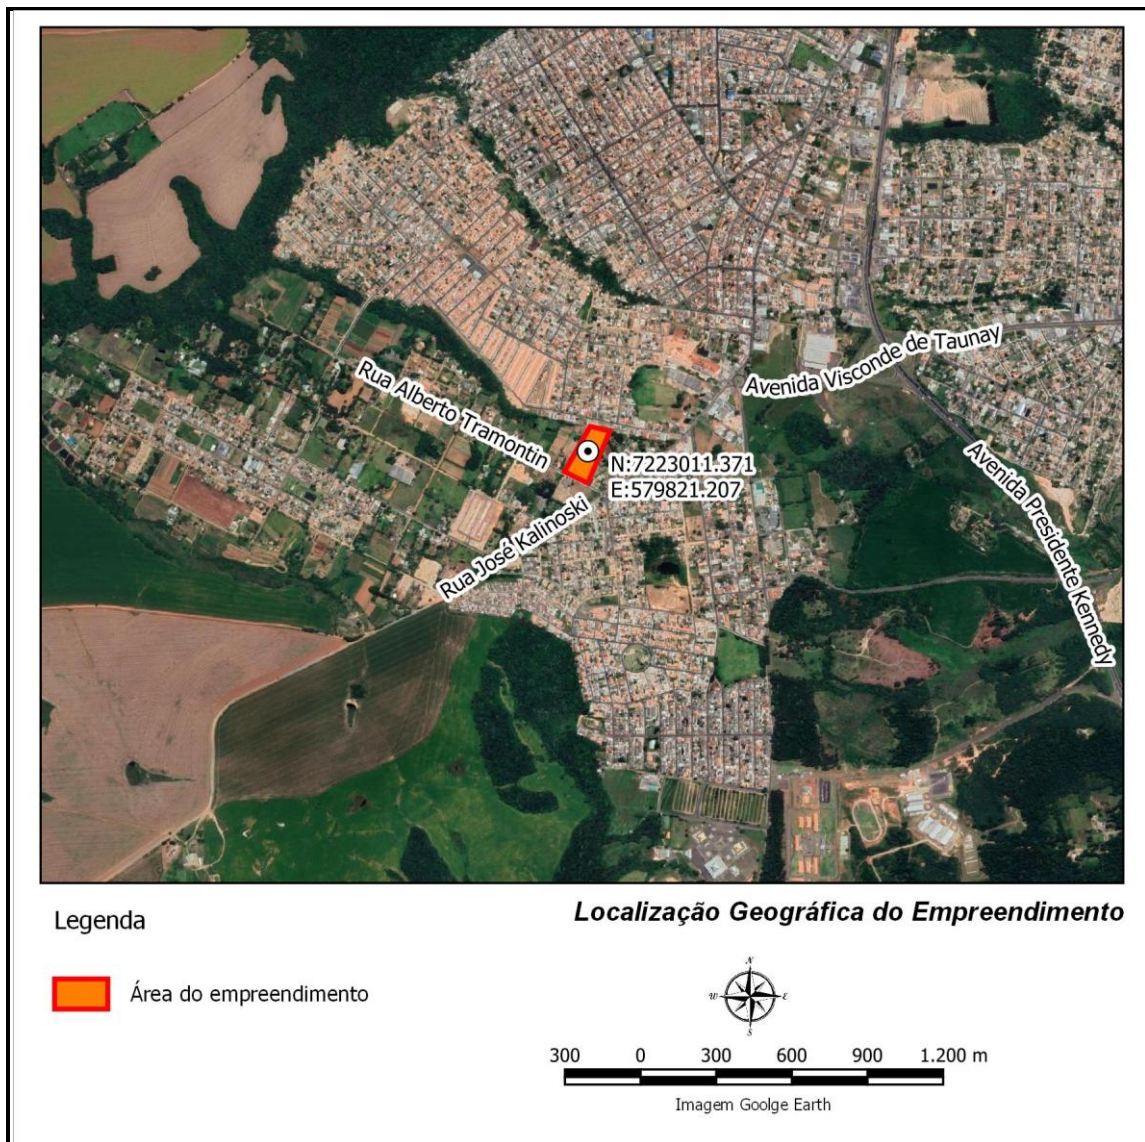 Avenida Visconde de Taunay
Rua Alberto Tramontin
N:7223011.371
E:579821.207
Rua José Kalinoski
Avenida Presidente Kennedy
Legenda
Localização Geográfica do Empreendimento
Área do empreendimento
N
W E
S
300 0 300 600 900 1.200 m
Imagem Goolge Earth